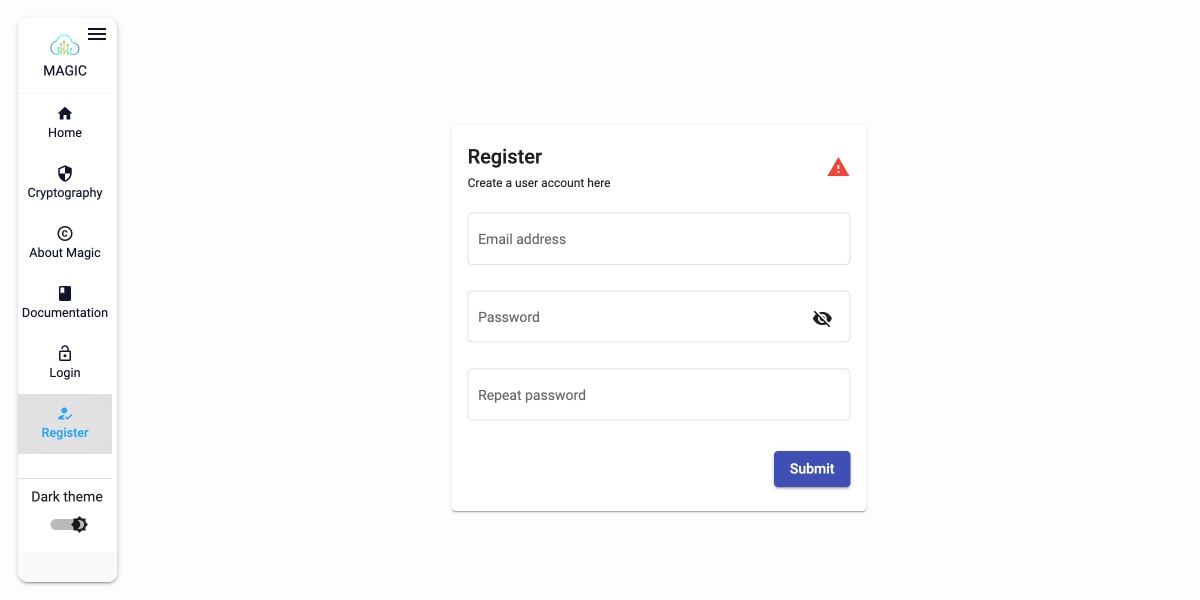 MAGIC
Home
Cryptography
About Magic
Documentation
Login
Register
Dark theme
Register
Create a user account here
Email address
Password
Repeat password
Submit